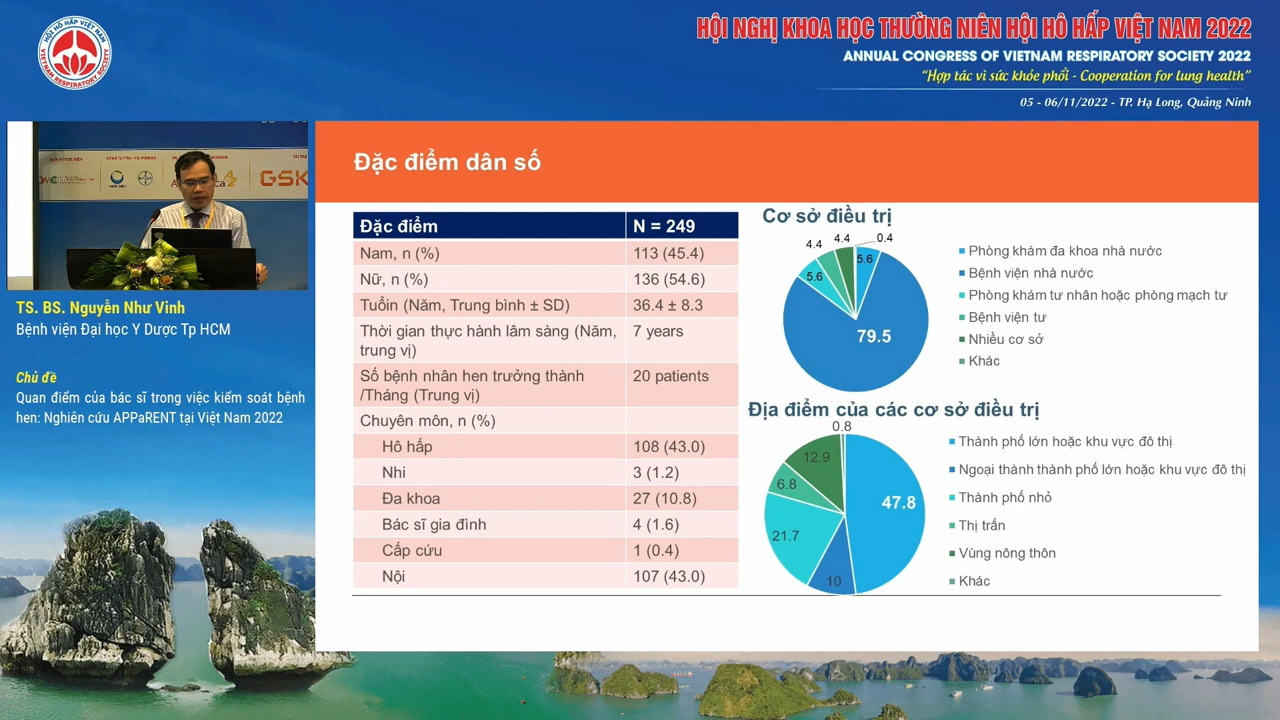 HỘI HÔ HẤP VIỆT NAM
VIETNAM RESPIRATORY SOCIETY
HỘI NGHỊ KHOA HỌC THƯỜNG NIÊN HỘI HÔ HẤP VIỆT NAM 2022
ANNUAL CONGRESS OF VIETNAM RESPIRATORY SOCIETY 2022
“Hợp tác vì sức khỏe phổi - Cooperation for lung health”
05 - 06/11/2022 - TP. Hạ Long, Quảng Ninh
GSK
TS. BS. Nguyễn Như Vinh
Bệnh viện Đại học Y Dược Tp HCM
Chủ đề
Quan điểm của bác sĩ trong việc kiểm soát bệnh
hen: Nghiên cứu APPaRENT tại Việt Nam 2022
Đặc điểm dân số
Đặc điểm N = 249
Nam, n (%) 113 (45.4)
Nữ, n (%) 136 (54.6)
Tuổin (Năm, Trung bình ± SD) 36.4 ± 8.3
Thời gian thực hành lâm sàng (Năm, 7 years
trung vị)
Số bệnh nhân hen trưởng thành 20 patients
/Tháng (Trung vị)
Chuyên môn, n (%)
Hô hấp 108 (43.0)
Nhi 3 (1.2)
Đa khoa 27 (10.8)
Bác sĩ gia đình 4 (1.6)
Cấp cứu 1 (0.4)
Nội 107 (43.0)
Cơ sở điều trị
4.4 4.4 0.4
5.6 5.6
79.5
Phòng khám đa khoa nhà nước
Bệnh viện nhà nước
Phòng khám tư nhân hoặc phòng mạch tư
Bệnh viện tư
Nhiều cơ sở
Khác
Địa điểm của các cơ sở điều trị
0.8
12.9
6.8
47.8
21.7
10
Thành phố lớn hoặc khu vực đô thị
Ngoại thành thành phố lớn hoặc khu vực đô thị
Thành phố nhỏ
Thị trấn
Vùng nông thôn
Khác